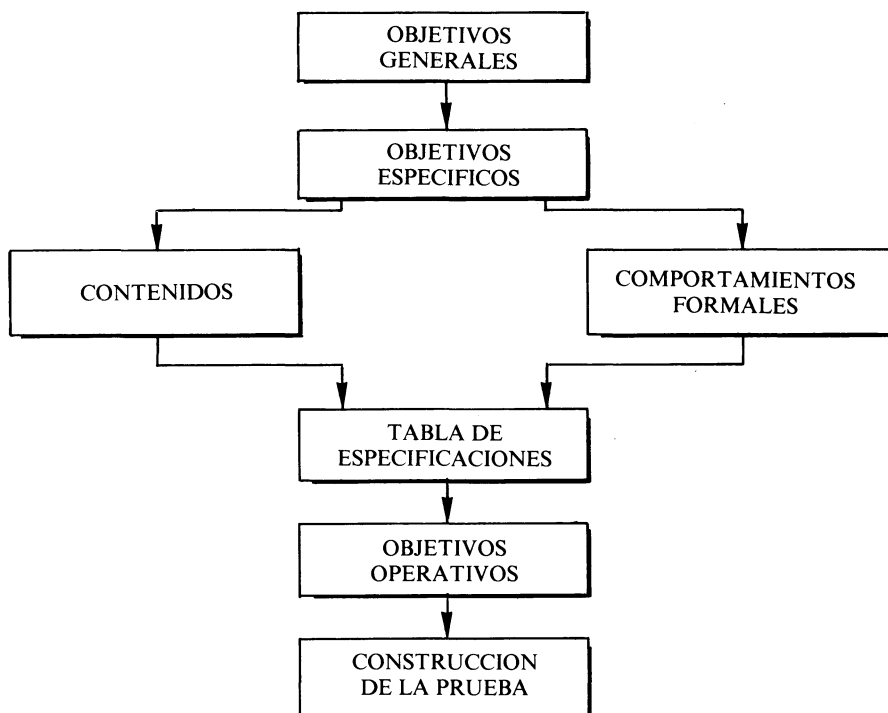 OBJETIVOS
GENERALES
OBJETIVOS
ESPECIFICOS
CONTENIDOS
COMPORTAMIENTOS
FORMALES
TABLA DE
ESPECIFICACIONES
OBJETIVOS
OPERATIVOS
CONSTRUCCION
DE LA PRUEBA